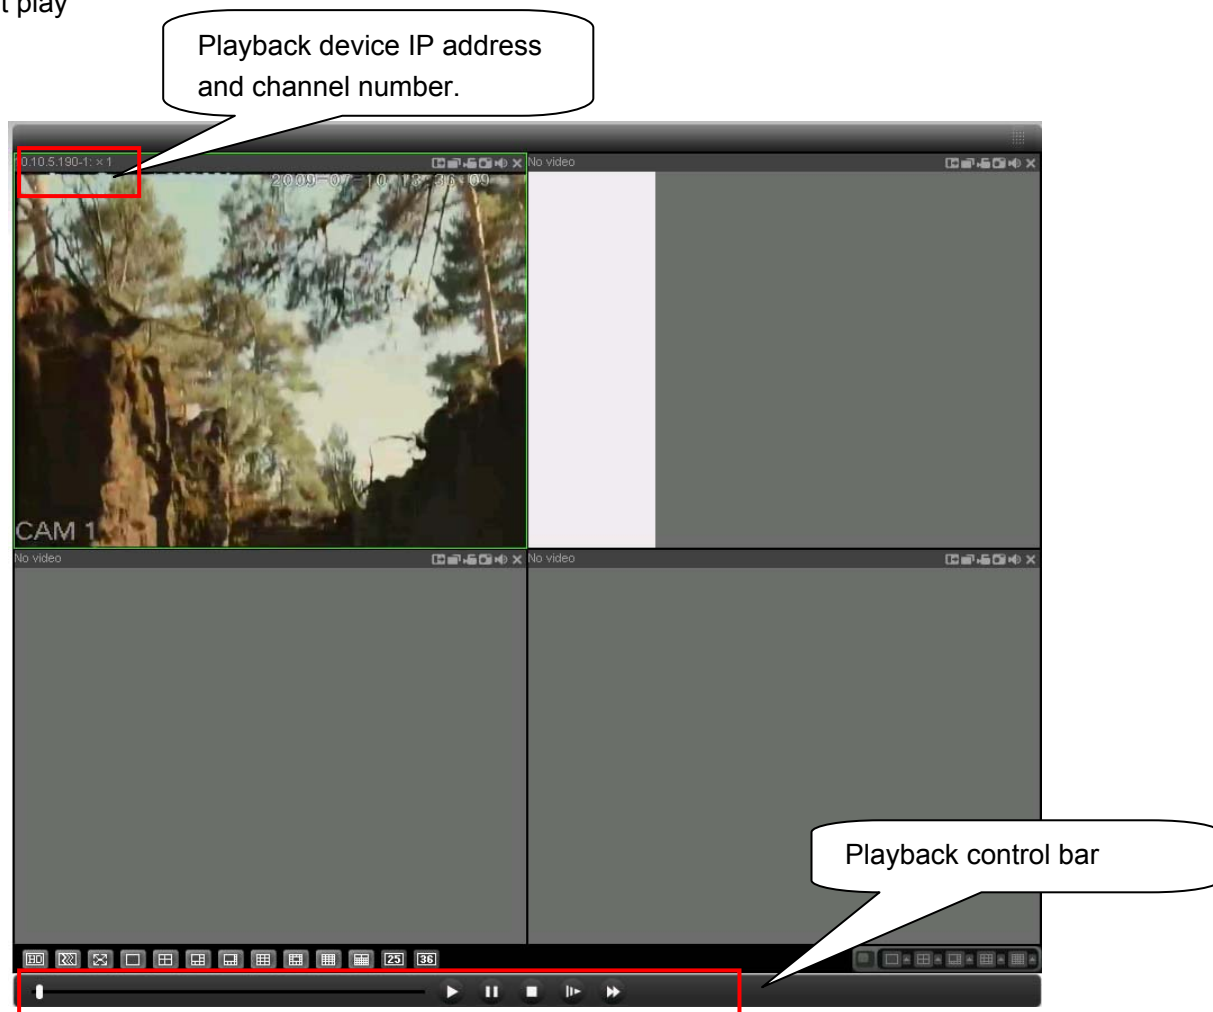 t play
Playback device IP address
and channel number.
0.10.5.190-1: ×1
No video
2009-07-10 13:36:09
CAM 1
No video
No video
Playback control bar
HD
25
36